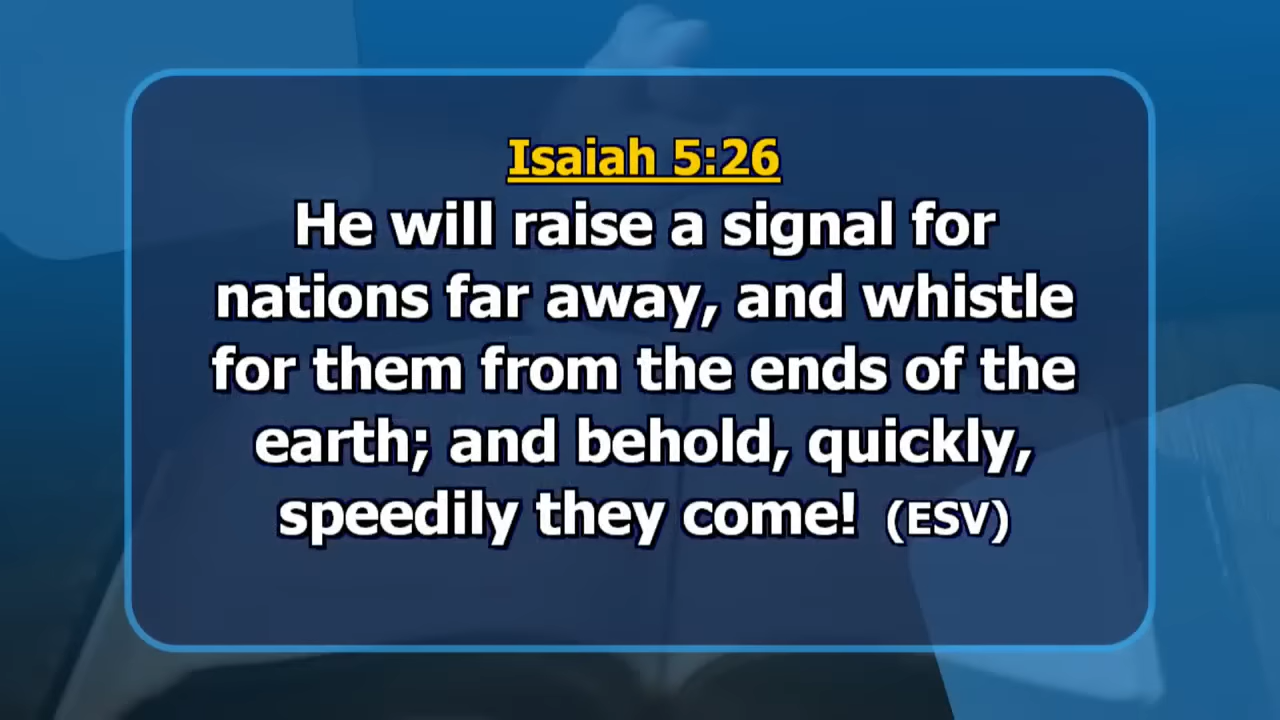 Isaiah 5:26
He will raise a signal for
nations far away, and whistle
for them from the ends of the
earth; and behold, quickly,
speedily they come! (ESV)